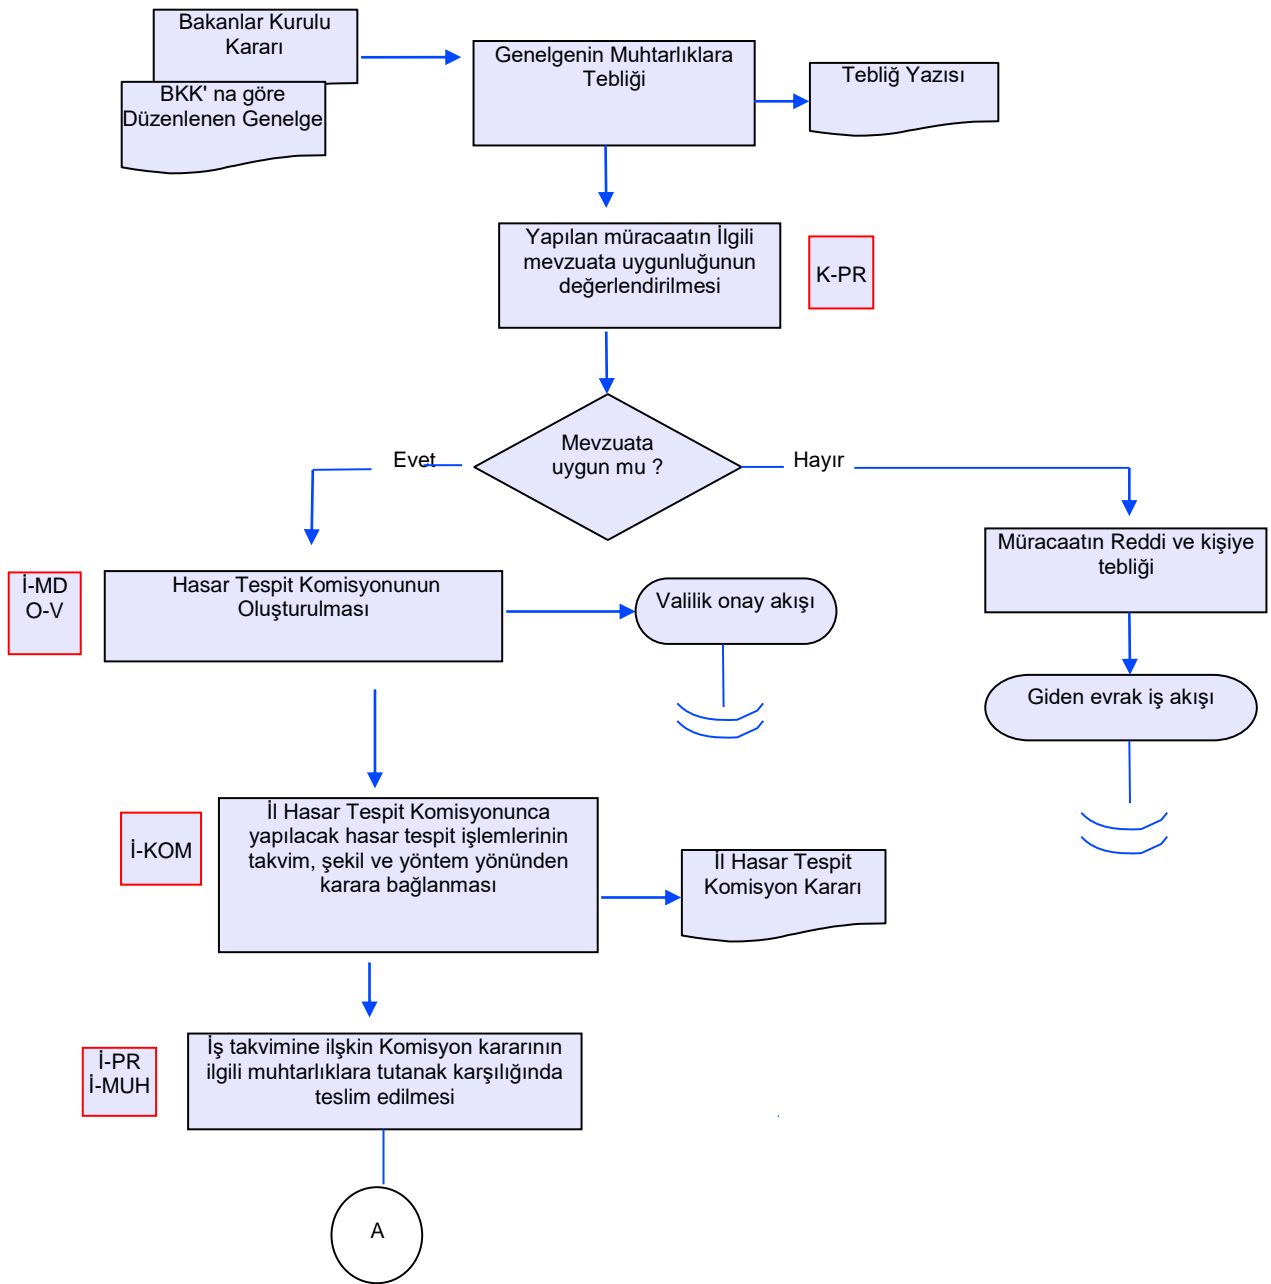 Bakanlar Kurulu
Kararı
BKK' na göre
Düzenlenen Genelge
Genelgenin Muhtarlıklara
Tebliği
Tebliğ Yazısı
Yapılan müracaatın İlgili
mevzuata uygunluğunun
değerlendirilmesi
K-PR
Mevzuata
uygun mu ?
Evet
Hayır
Müracaatın Reddi ve kişiye
tebliği
İ-MD
O-V
Hasar Tespit Komisyonunun
Oluşturulması
Valilik onay akışı
Giden evrak iş akışı
İ-KOM
İl Hasar Tespit Komisyonunca
yapılacak hasar tespit işlemlerinin
takvim, şekil ve yöntem yönünden
karara bağlanması
İl Hasar Tespit
Komisyon Kararı
İ-PR
İ-MUH
İş takvimine ilşkin Komisyon kararının
ilgili muhtarlıklara tutanak karşılığında
teslim edilmesi
A